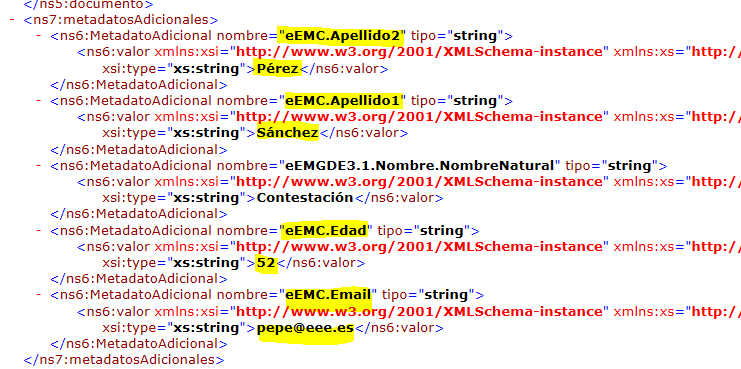 </ns5:documento>
- <ns7:metadatosAdicionales>
- <ns6:MetadatoAdicional nombre="eEMC.Apellido2" tipo="string">
<ns6:valor xmlns:xsi="http://www.w3.org/2001/XMLSchema-instance" xmlns:xs="http://
xsi:type="xs:string">Pérez</ns6:valor>
</ns6:MetadatoAdicional>
- <ns6:MetadatoAdicional nombre="eEMC.Apellido1" tipo="string">
<ns6:valor xmlns:xsi="http://www.w3.org/2001/XMLSchema-instance" xmlns:xs="http://
xsi:type="xs:string">Sánchez</ns6:valor>
</ns6:MetadatoAdicional>
- <ns6:MetadatoAdicional nombre="eEMGDE3.1.Nombre.NombreNatural" tipo="string">
<ns6:valor xmlns:xsi="http://www.w3.org/2001/XMLSchema-instance" xmlns:xs="http://
xsi:type="xs:string">Contestación</ns6:valor>
</ns6:MetadatoAdicional>
- <ns6:MetadatoAdicional nombre="eEMC.Edad" tipo="string">
<ns6:valor xmlns:xsi="http://www.w3.org/2001/XMLSchema-instance" xmlns:xs="http://
xsi:type="xs:string">52</ns6:valor>
</ns6:MetadatoAdicional>
- <ns6:MetadatoAdicional nombre="eEMC.Email" tipo="string">
<ns6:valor xmlns:xsi="http://www.w3.org/2001/XMLSchema-instance" xmlns:xs="http://
xsi:type="xs:string">pepe@eee.es</ns6:valor>
</ns6:MetadatoAdicional>
</ns7:metadatosAdicionales>